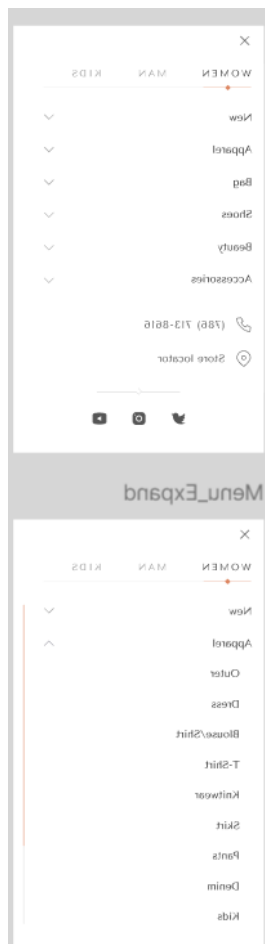 WOMEN MAN KIDS
New
Apparel
Bag
Shoes
Beauty
Accessories
(786) 713-8616
Store locator
Menu_Expand
WOMEN MAN KIDS
New
Apparel
Outer
Dress
Blouse/Shirt
T-Shirt
Knitwear
Skirt
Pants
Denim
Kids